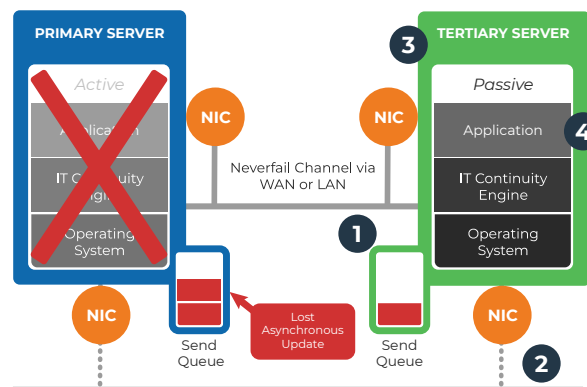 PRIMARY SERVER
Active
Application
IT Continuity
Engine
Operating
System
NIC
NIC
Neverfail Channel via
WAN or LAN
3
TERTIARY SERVER
Passive
Application
4
IT Continuity
Engine
Operating
System
1
Lost
Asynchronous
Update
Send
Queue
Send
Queue
NIC
NIC
2